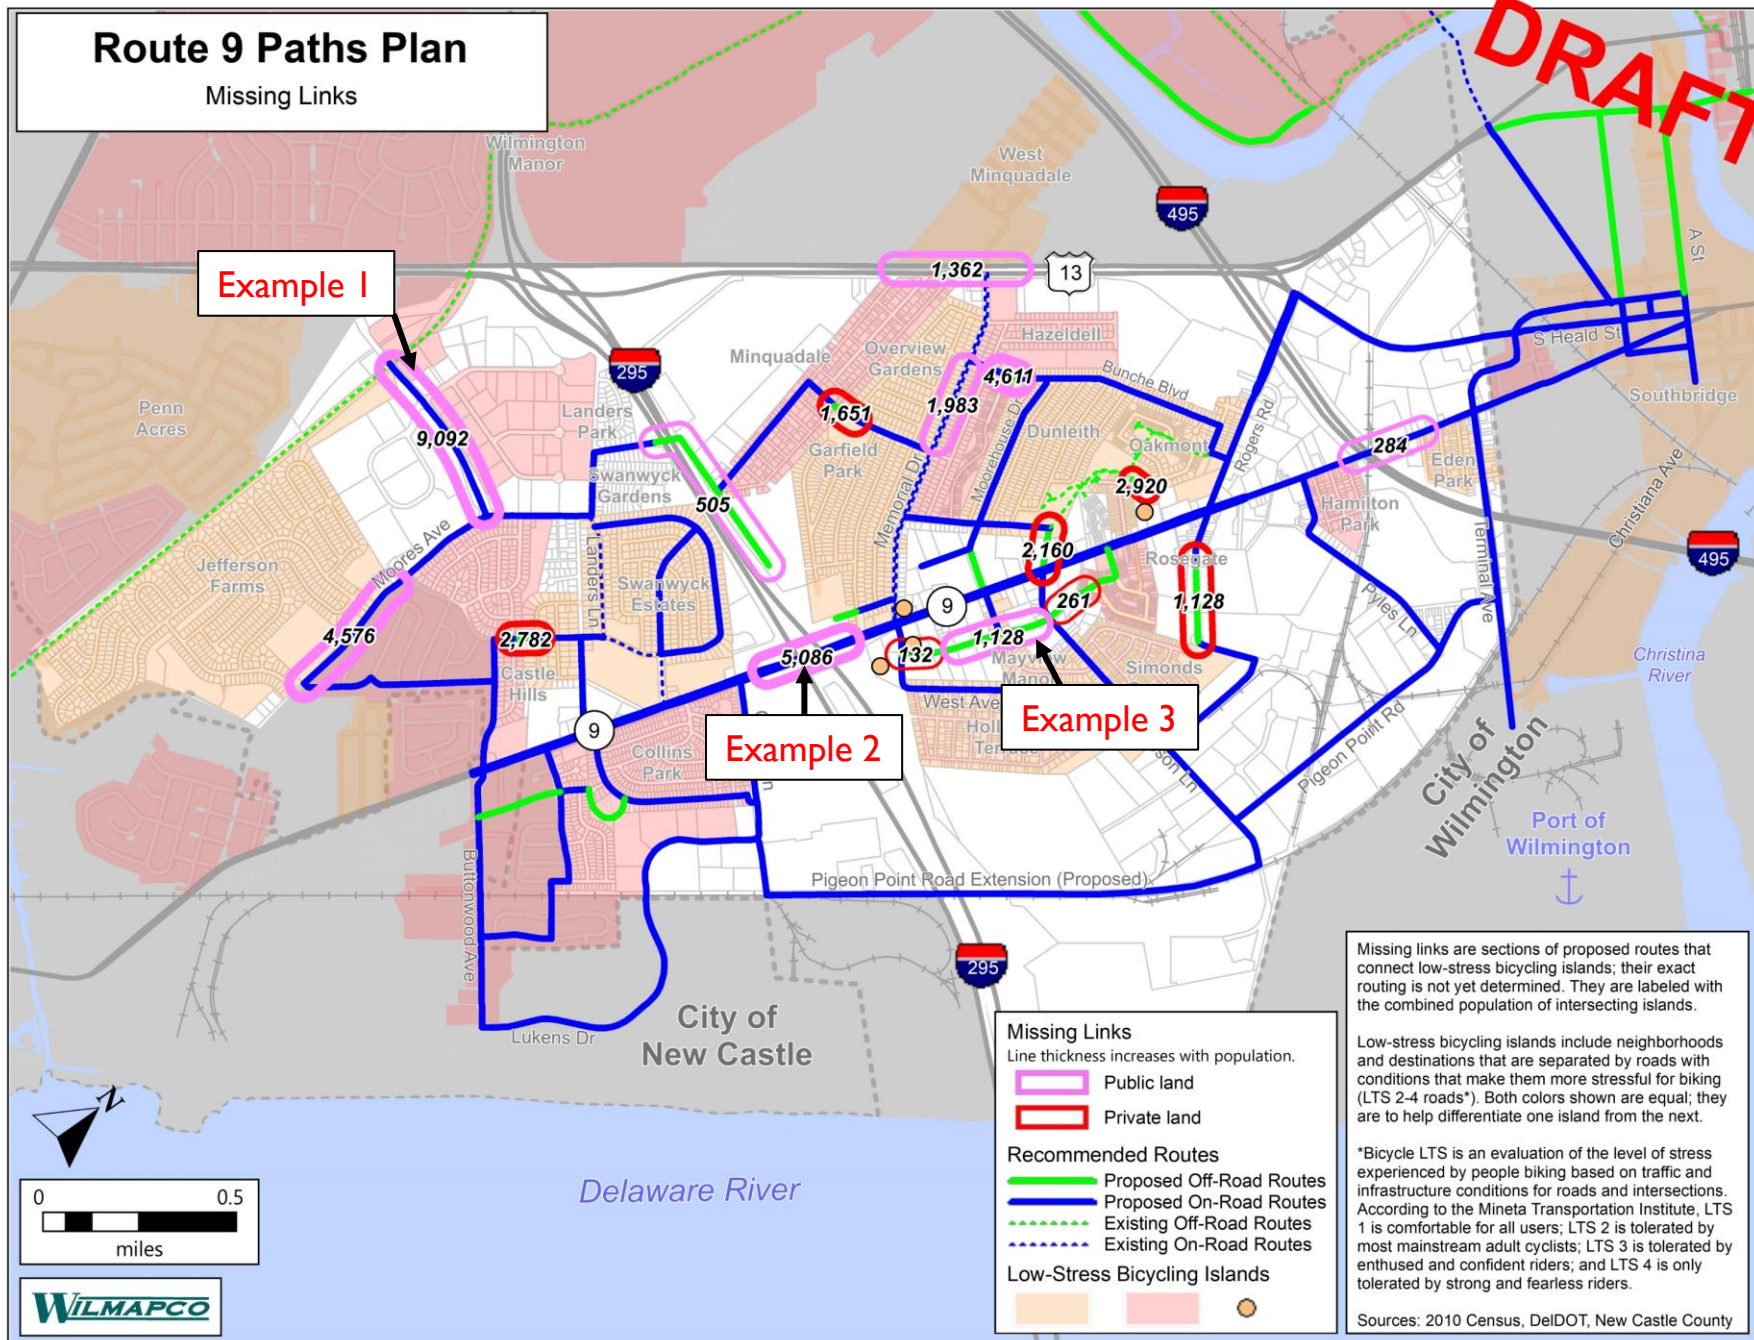 Route 9 Paths Plan
Missing Links
DRAFT
Wilmington
Manor
West
Minquadale
495
A St
Example 1
1,362
13
Hazeldell
S Heald St
Minquadale
Overview
Gardens
295
4,611
Bunche Blvd
Southbridge
Penn
Acres
Landers
Park
1,651
1,983
Moorehouse Dr
Dunleith
Oakmont
Rogers Rd
284
Eden
Park
9,092
Garfield
Park
Swanwyck
Gardens
505
2,920
Hamilton
Park
Christiana Ave
Memorial Dr
Moores Ave
Landers Ln
2,160
Rosegate
Terminal Ave
495
Jefferson
Farms
Swanwyck
Estates
9
261
1,128
Pyles Ln
4,576
2,782
5,086
132
1,128
Mayview
Manor
Simonds
Christina
River
Castle
Hills
West Ave
Example 3
9
Example 2
Collins
Park
Pigeon Point Rd
City of
Wilmington
Port of
Wilmington
Buttonwood Ave
Pigeon Point Road Extension (Proposed)
295
City of
New Castle
Lukens Dr
Delaware River
N
0 0.5
miles
WILMAPCO
Missing Links
Line thickness increases with population.
Public land
Private land
Recommended Routes
Proposed Off-Road Routes
Proposed On-Road Routes
Existing Off-Road Routes
Existing On-Road Routes
Low-Stress Bicycling Islands
Missing links are sections of proposed routes that
connect low-stress bicycling islands; their exact
routing is not yet determined. They are labeled with
the combined population of intersecting islands.
Low-stress bicycling islands include neighborhoods
and destinations that are separated by roads with
conditions that make them more stressful for biking
(LTS 2-4 roads*). Both colors shown are equal; they
are to help differentiate one island from the next.
*Bicycle LTS is an evaluation of the level of stress
experienced by people biking based on traffic and
infrastructure conditions for roads and intersections.
According to the Mineta Transportation Institute, LTS
1 is comfortable for all users; LTS 2 is tolerated by
most mainstream adult cyclists; LTS 3 is tolerated by
enthused and confident riders; and LTS 4 is only
tolerated by strong and fearless riders.
Sources: 2010 Census, DelDOT, New Castle County